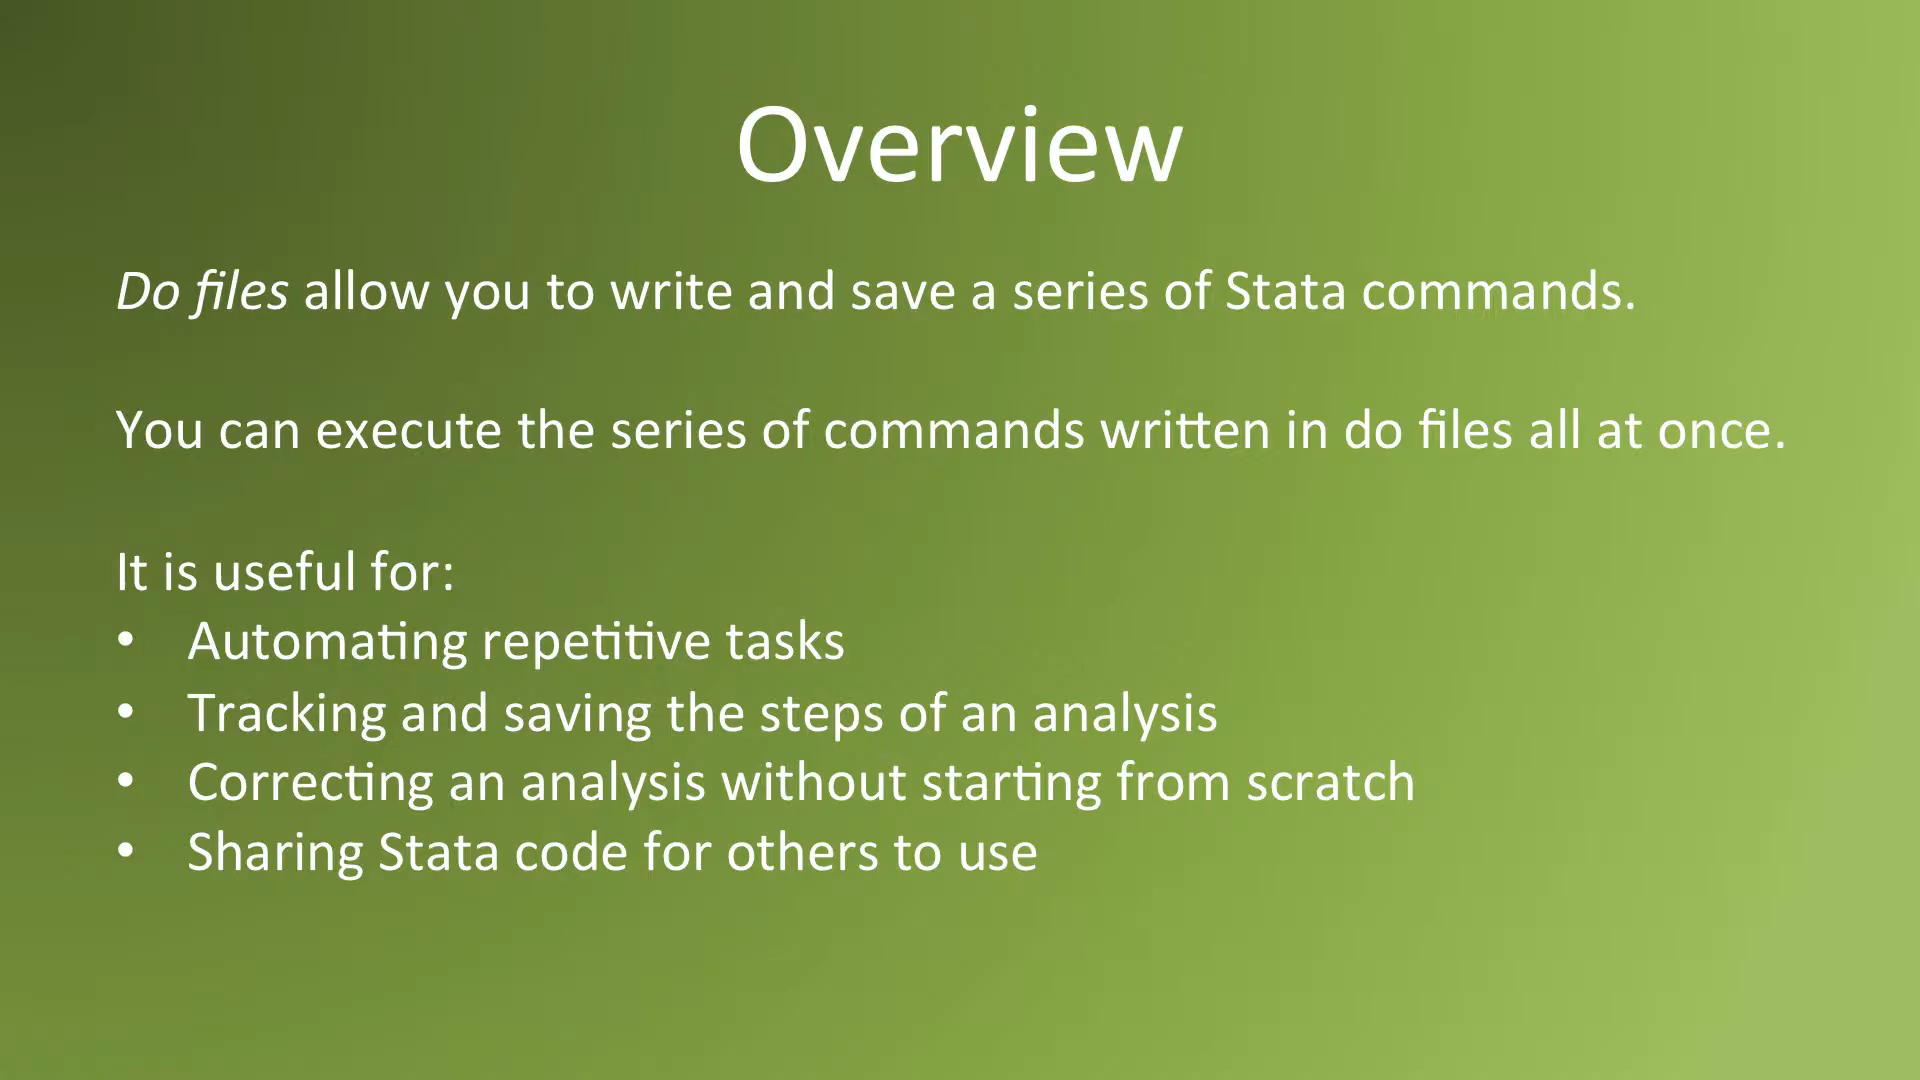 Overview
Do files allow you to write and save a series of Stata commands.
You can execute the series of commands written in do files all at once.
It is useful for:
• Automating repetitive tasks
• Tracking and saving the steps of an analysis
• Correcting an analysis without starting from scratch
• Sharing Stata code for others to use